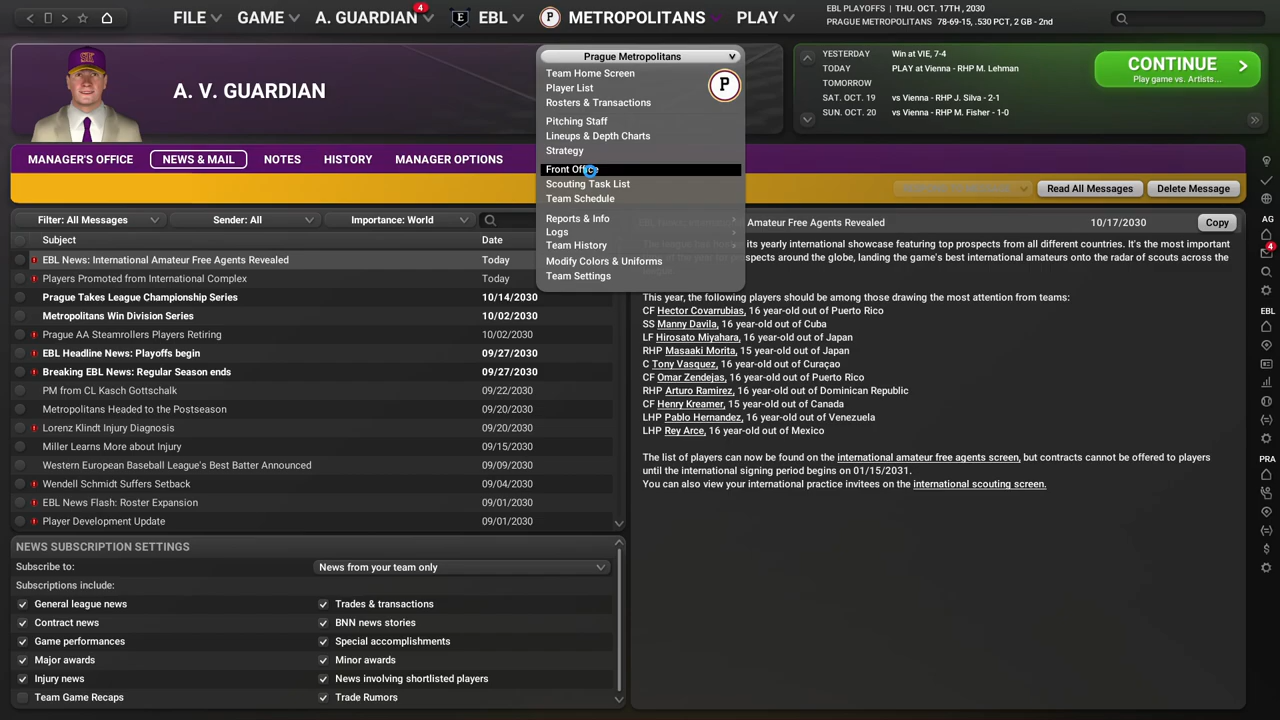 FILE
GAME
A. GUARDIAN
4
EBL
METROPOLITANS
PLAY
EBL PLAYOFFS | THU. OCT. 17TH , 2030
PRAGUE METROPOLITANS 78-69-15, .530 PCT, 2 GB - 2nd
A. V. GUARDIAN
YESTERDAY Win at VIE, 7-4
TODAY PLAY at Vienna - RHP M. Lehman
TOMORROW
SAT. OCT. 19 vs Vienna - RHP J. Silva - 2-1
SUN. OCT. 20 vs Vienna - RHP M. Fisher - 1-0
CONTINUE
Play game vs. Artists...
Prague Metropolitans
Team Home Screen
Player List
Rosters & Transactions
P
Pitching Staff
Lineups & Depth Charts
Strategy
Front Office
Scouting Task List
Team Schedule
Reports & Info
Logs
Team History
Modify Colors & Uniforms
Team Settings
MANAGER'S OFFICE
NEWS & MAIL
NOTES
HISTORY
MANAGER OPTIONS
Read All Messages
Delete Message
Filter: All Messages
Sender: All
Importance: World
Subject Date
EBL News: International Amateur Free Agents Revealed Today
Players Promoted from International Complex Today
Prague Takes League Championship Series 10/14/2030
Metropolitans Win Division Series 10/02/2030
Prague AA Steamrollers Players Retiring 10/02/2030
EBL Headline News: Playoffs begin 09/27/2030
Breaking EBL News: Regular Season ends 09/27/2030
PM from CL Kasch Gottschalk 09/22/2030
Metropolitans Headed to the Postseason 09/20/2030
Lorenz Klindt Injury Diagnosis 09/20/2030
Miller Learns More about Injury 09/15/2030
Western European Baseball League's Best Batter Announced 09/09/2030
Wendell Schmidt Suffers Setback 09/04/2030
EBL News Flash: Roster Expansion 09/01/2030
Player Development Update 09/01/2030
Amateur Free Agents Revealed 10/17/2030
Copy
its yearly international showcase featuring top prospects from all different countries. It's the most important
prospects around the globe, landing the game's best international amateurs onto the radar of scouts across the
This year, the following players should be among those drawing the most attention from teams:
CF Hector Covarrubias, 16 year-old out of Puerto Rico
SS Manny Davila, 16 year-old out of Cuba
LF Hirosato Miyahara, 16 year-old out of Japan
RHP Masaaki Morita, 15 year-old out of Japan
C Tony Vasquez, 16 year-old out of Curaçao
CF Omar Zendejas, 16 year-old out of Puerto Rico
RHP Arturo Ramirez, 16 year-old out of Dominican Republic
CF Henry Kreamer, 15 year-old out of Canada
LHP Pablo Hernandez, 16 year-old out of Venezuela
LHP Rey Arce, 16 year-old out of Mexico
The list of players can now be found on the international amateur free agents screen, but contracts cannot be offered to players
until the international signing period begins on 01/15/2031.
You can also view your international practice invitees on the international scouting screen.
NEWS SUBSCRIPTION SETTINGS
Subscribe to: News from your team only
Subscriptions include:
General league news Trades & transactions
Contract news BNN news stories
Game performances Special accomplishments
Major awards Minor awards
Injury news News involving shortlisted players
Team Game Recaps Trade Rumors
AG
4
EBL
PRA